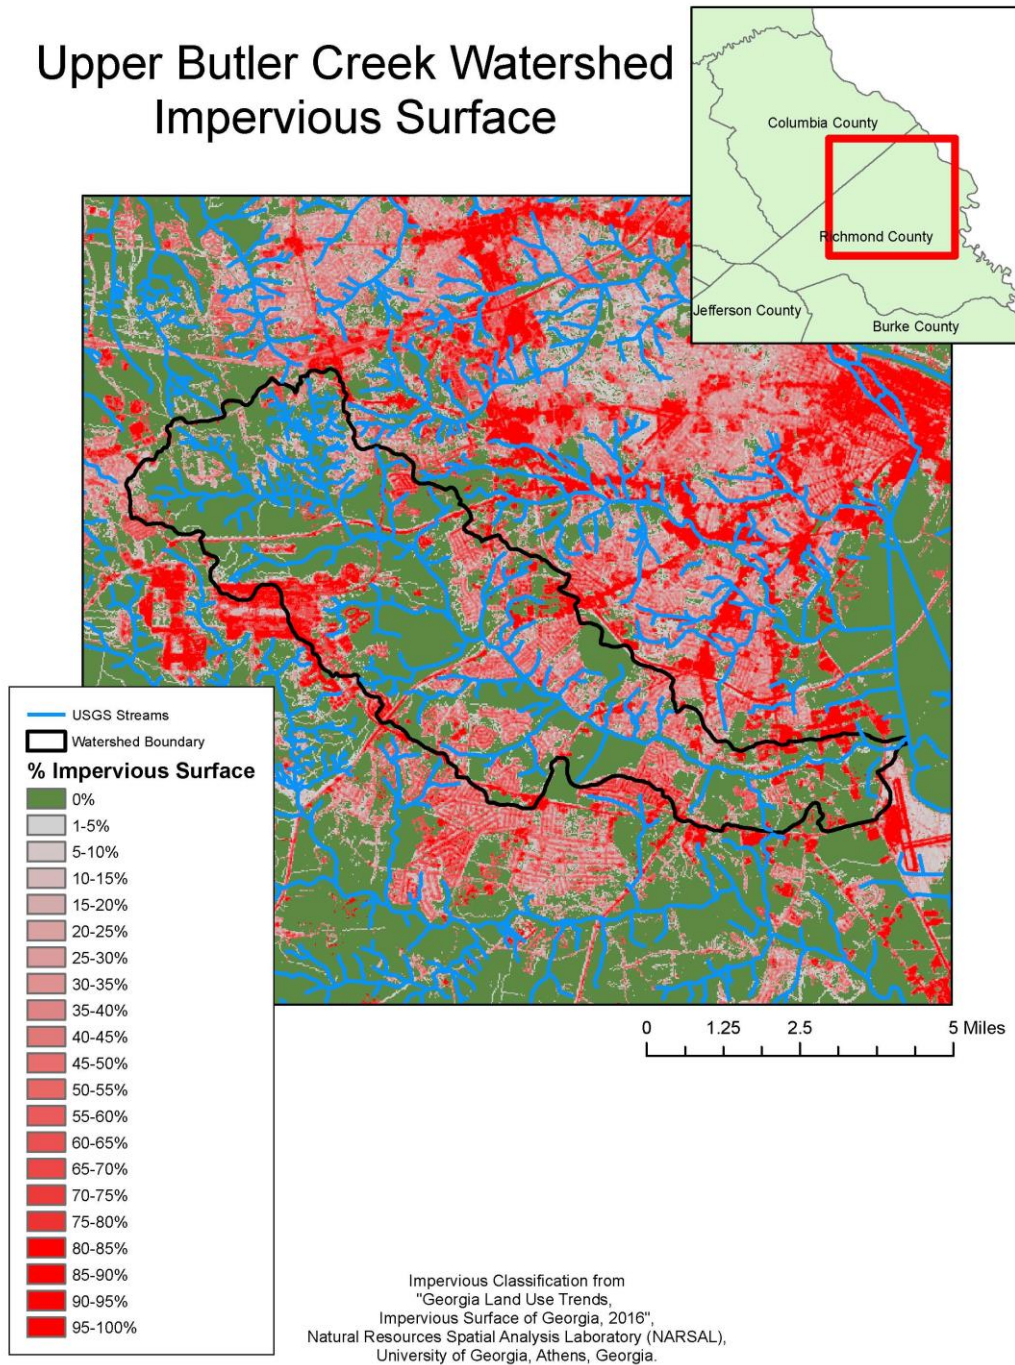 Upper Butler Creek Watershed
Impervious Surface
Columbia County
Richmond County
Jefferson County
Burke County
USGS Streams
Watershed Boundary
% Impervious Surface
0%
1-5%
5-10%
10-15%
15-20%
20-25%
25-30%
30-35%
35-40%
40-45%
45-50%
50-55%
55-60%
60-65%
65-70%
70-75%
75-80%
80-85%
85-90%
90-95%
95-100%
0 1.25 2.5 5 Miles
Impervious Classification from
"Georgia Land Use Trends,
Impervious Surface of Georgia, 2016",
Natural Resources Spatial Analysis Laboratory (NARSAL),
University of Georgia, Athens, Georgia.